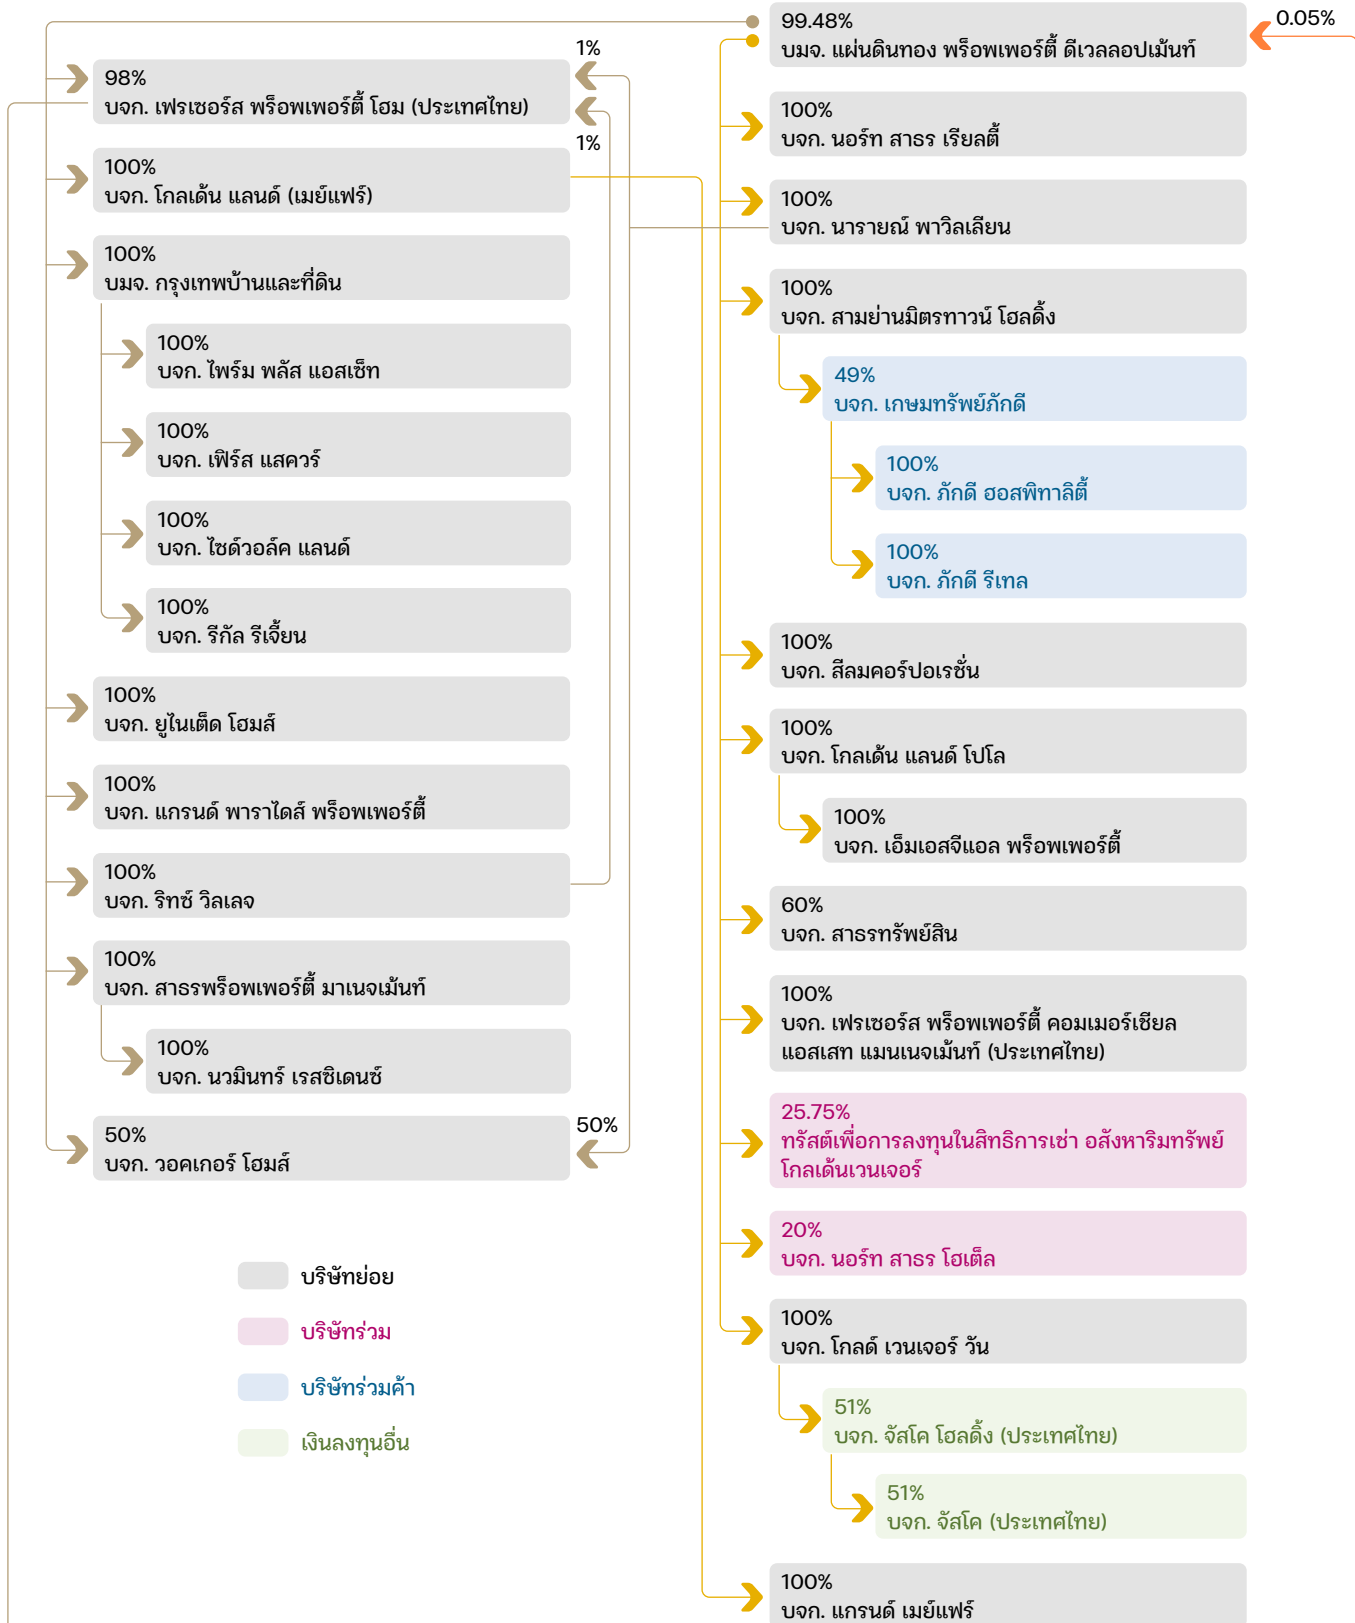 99.48%
บมจ. แผ่นดินทอง พร็อพเพอร์ตี้ ดีเวลลอปเม้นท์
0.05%
1%
98%
บจก. เฟรเซอร์ส พร็อพเพอร์ตี้ โฮม (ประเทศไทย)
1%
100%
บจก. โกลเด้น แลนด์ (เมย์แฟร์)
100%
บมจ. กรุงเทพบ้านและที่ดิน
100%
บจก. ไพร์ม พลัส แอสเซ็ท
100%
บจก. เฟิร์ส แสควร์
100%
บจก. ไซด์วอล์ค แลนด์
100%
บจก. รีกัล รีเจี้ยน
100%
บจก. ยูไนเต็ด โฮมส์
100%
บจก. แกรนด์ พาราไดส์ พร็อพเพอร์ตี้
100%
บจก. ริทซ์ วิลเลจ
100%
บจก. สาธรพร็อพเพอร์ตี้ มาเนจเม้นท์
100%
บจก. นวมินทร์ เรสซิเดนซ์
50%
บจก. วอคเกอร์ โฮมส์
50%
100%
บจก. นอร์ท สาธร เรียลตี้
100%
บจก. นารายณ์ พาวิลเลียน
100%
บจก. สามย่านมิตรทาวน์ โฮลดิ้ง
49%
บจก. เกษมทรัพย์ภักดี
100%
บจก. ภักดี ฮอสพิทาลิตี้
100%
บจก. ภักดี รีเทล
100%
บจก. สีลมคอร์ปอเรชั่น
100%
บจก. โกลเด้น แลนด์ โปโล
100%
บจก. เอ็มเอสจีแอล พร็อพเพอร์ตี้
60%
บจก. สาธรทรัพย์สิน
100%
บจก. เฟรเซอร์ส พร็อพเพอร์ตี้ คอมเมอร์เชียล
แอสเสท แมนเนจเม้นท์ (ประเทศไทย)
25.75%
ทรัสต์เพื่อการลงทุนในสิทธิการเช่า อสังหาริมทรัพย์
โกลเด้นเวนเจอร์
20%
บจก. นอร์ท สาธร โฮเต็ล
100%
บจก. โกลด์ เวนเจอร์ วัน
51%
บจก. จัสโค โฮลดิ้ง (ประเทศไทย)
51%
บจก. จัสโค (ประเทศไทย)
100%
บจก. แกรนด์ เมย์แฟร์
บริษัทย่อย
บริษัทร่วม
บริษัทร่วมค้า
เงินลงทุนอื่น